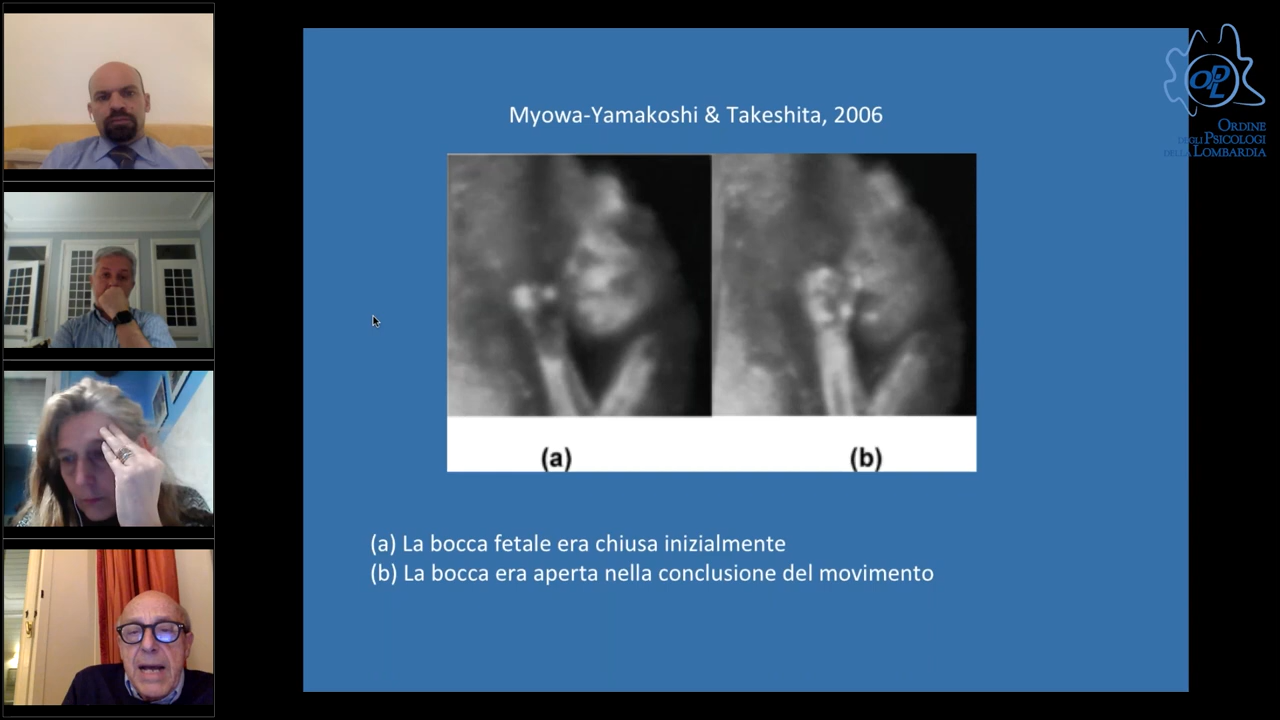 Myowa-Yamakoshi & Takeshita, 2006
(a) (b)
(a) La bocca fetale era chiusa inizialmente
(b) La bocca era aperta nella conclusione del movimento
OPL
ORDINE
DEGLI PSICOLOGI
DELLA LOMBARDIA